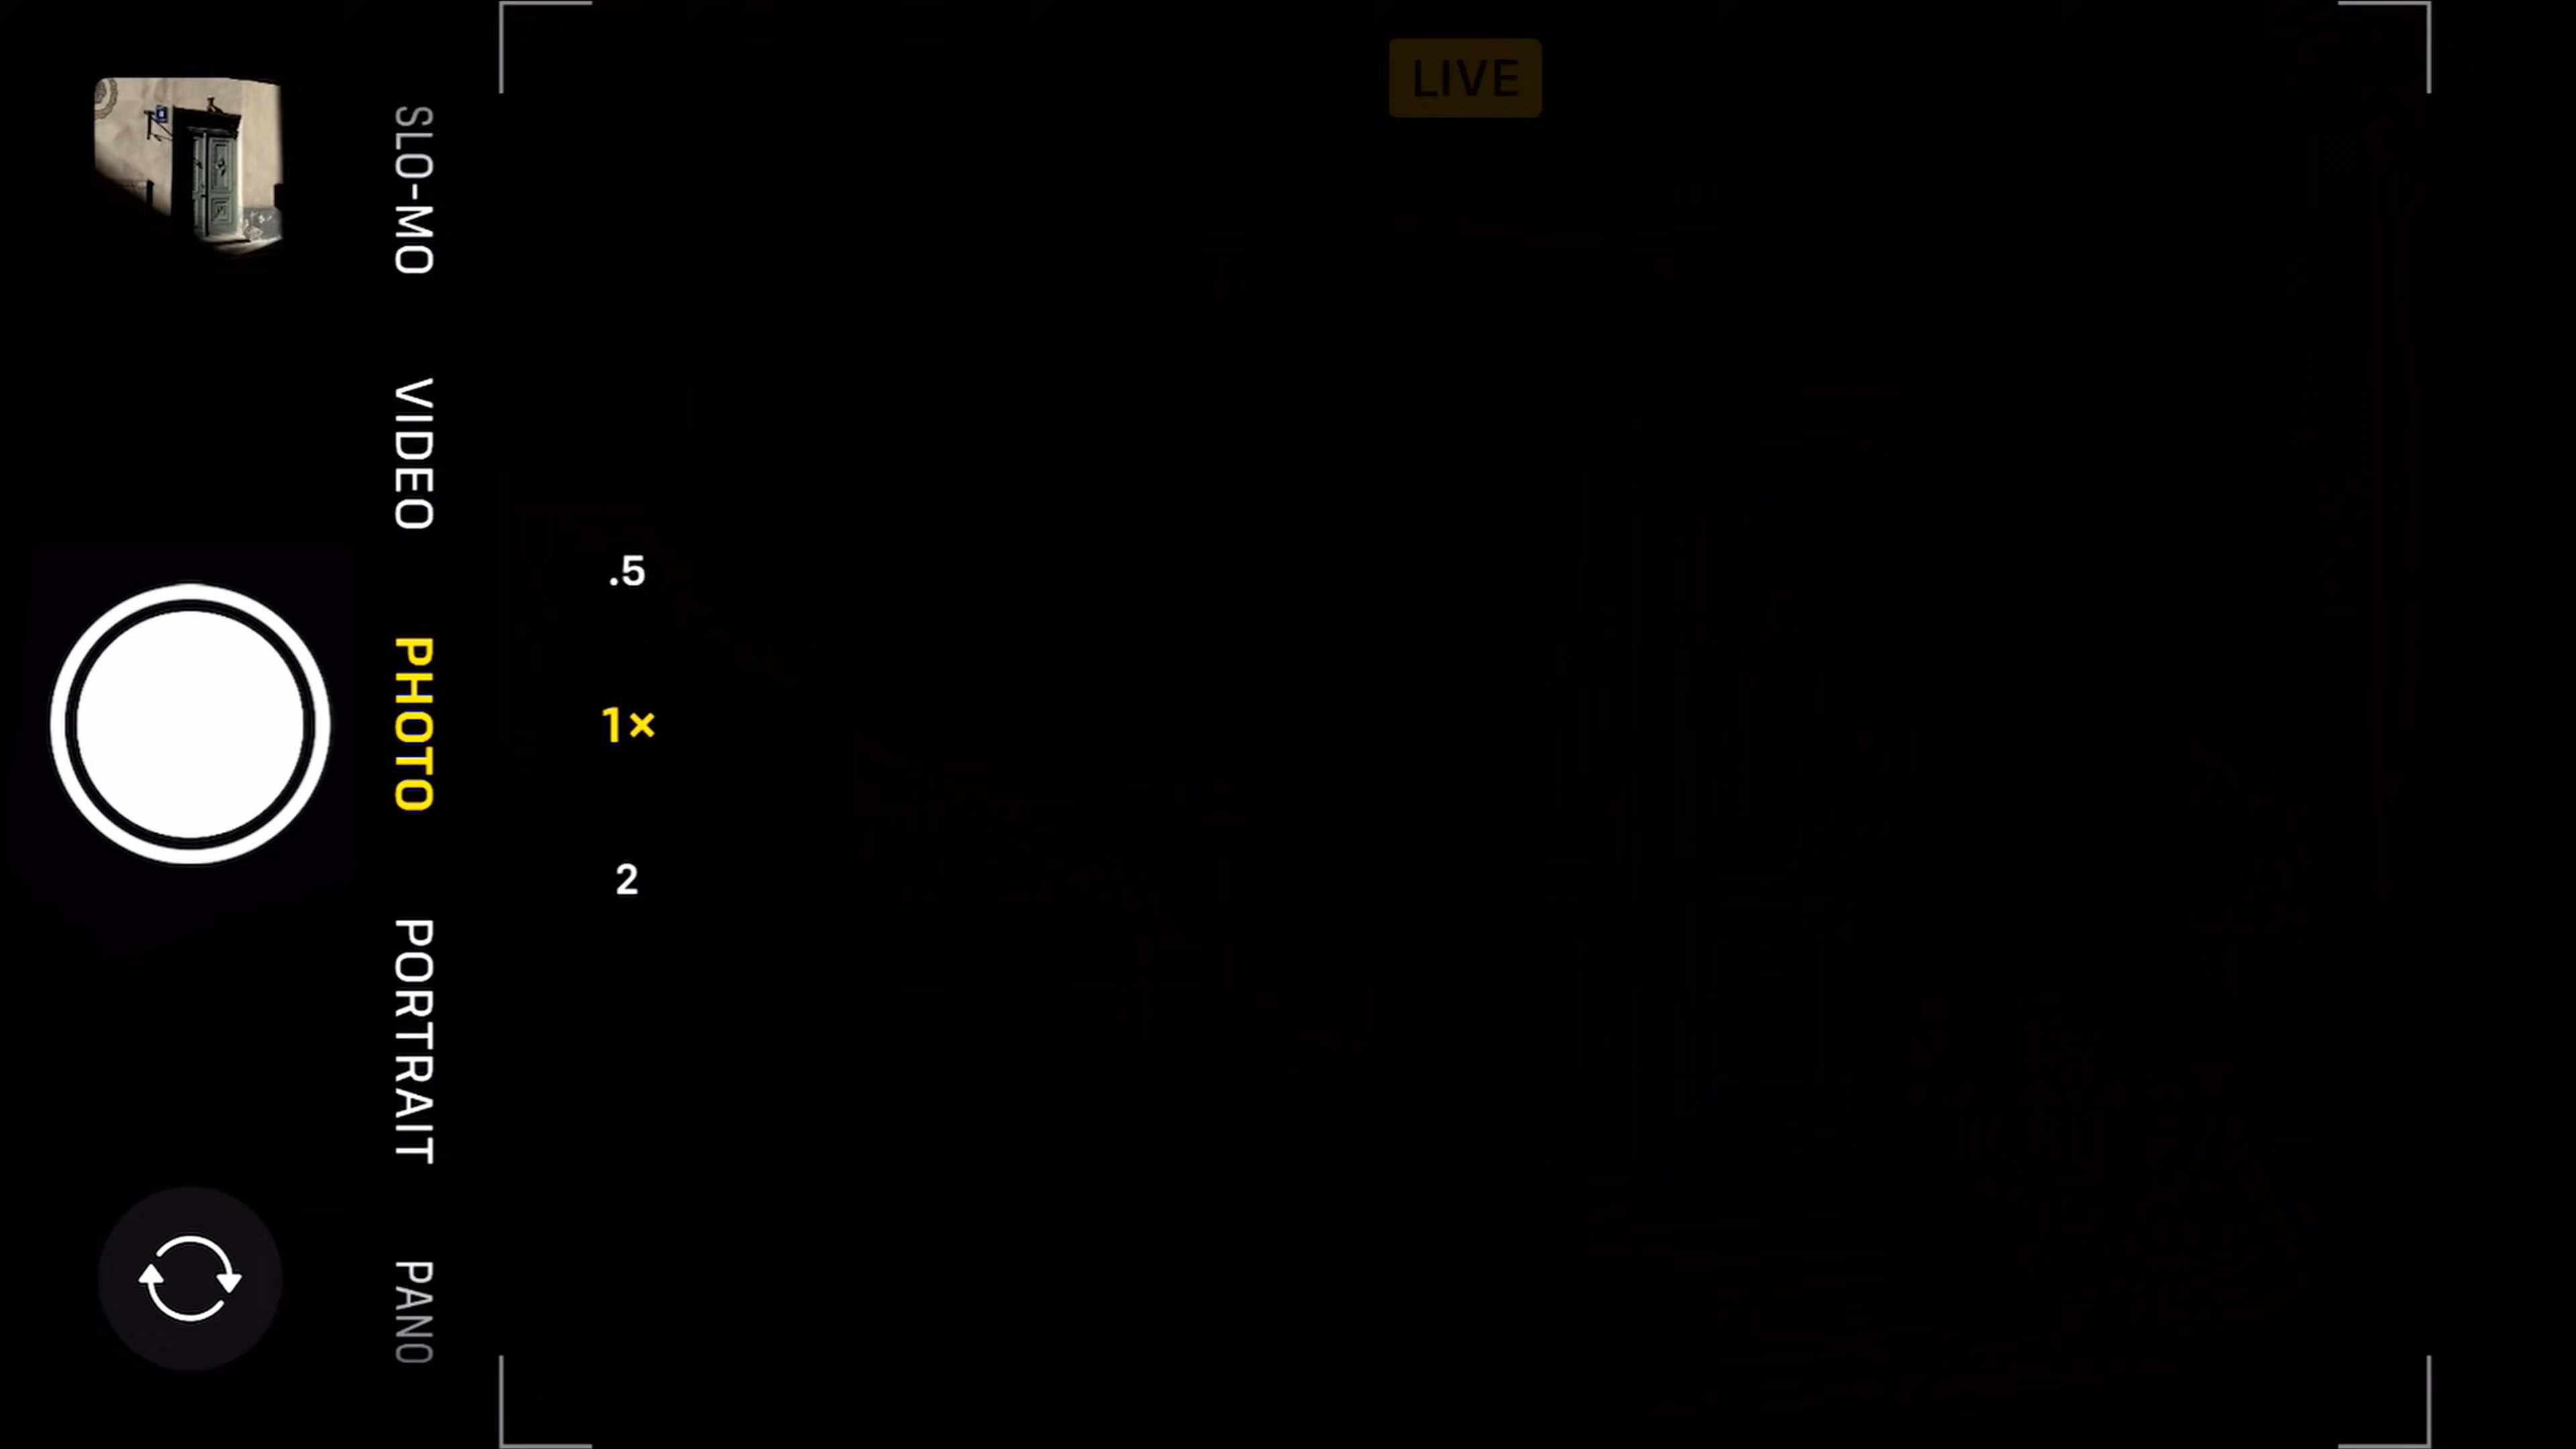 LIVE
SLO-MO
VIDEO
PHOTO
PORTRAIT
PANO
.5
1×
2